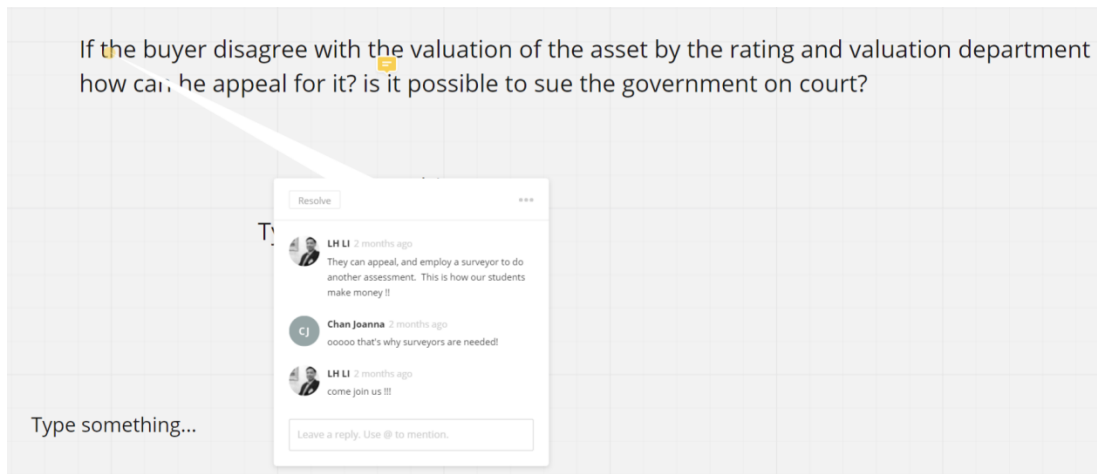 If the buyer disagree with the valuation of the asset by the rating and valuation department
how can he appeal for it? is it possible to sue the government on court?
Resolve
Ty
LH LI 2 months ago
They can appeal, and employ a surveyor to do
another assessment. This is how our students
make money !!
CJ
Chan Joanna 2 months ago
ooooo that's why surveyors are needed!
LH LI 2 months ago
come join us !!!
Type something...
Leave a reply. Use @ to mention.